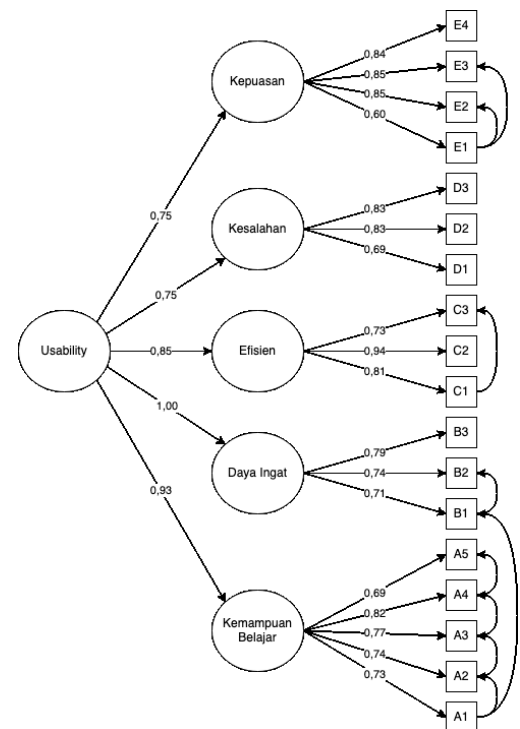 E4
0,84
E3
Kepuasan
0,85
0,85
E2
0,60
E1
D3
0,83
0,75
Kesalahan
0,83
D2
0,69
D1
0,75
C3
0,73
Usability
0,85
Efisien
0,94
C2
0,81
C1
1,00
B3
0,79
Daya Ingat
0,74
B2
0,71
0,93
B1
A5
0,69
A4
0,82
Kemampuan
Belajar
0,77
A3
0,74
A2
0,73
A1